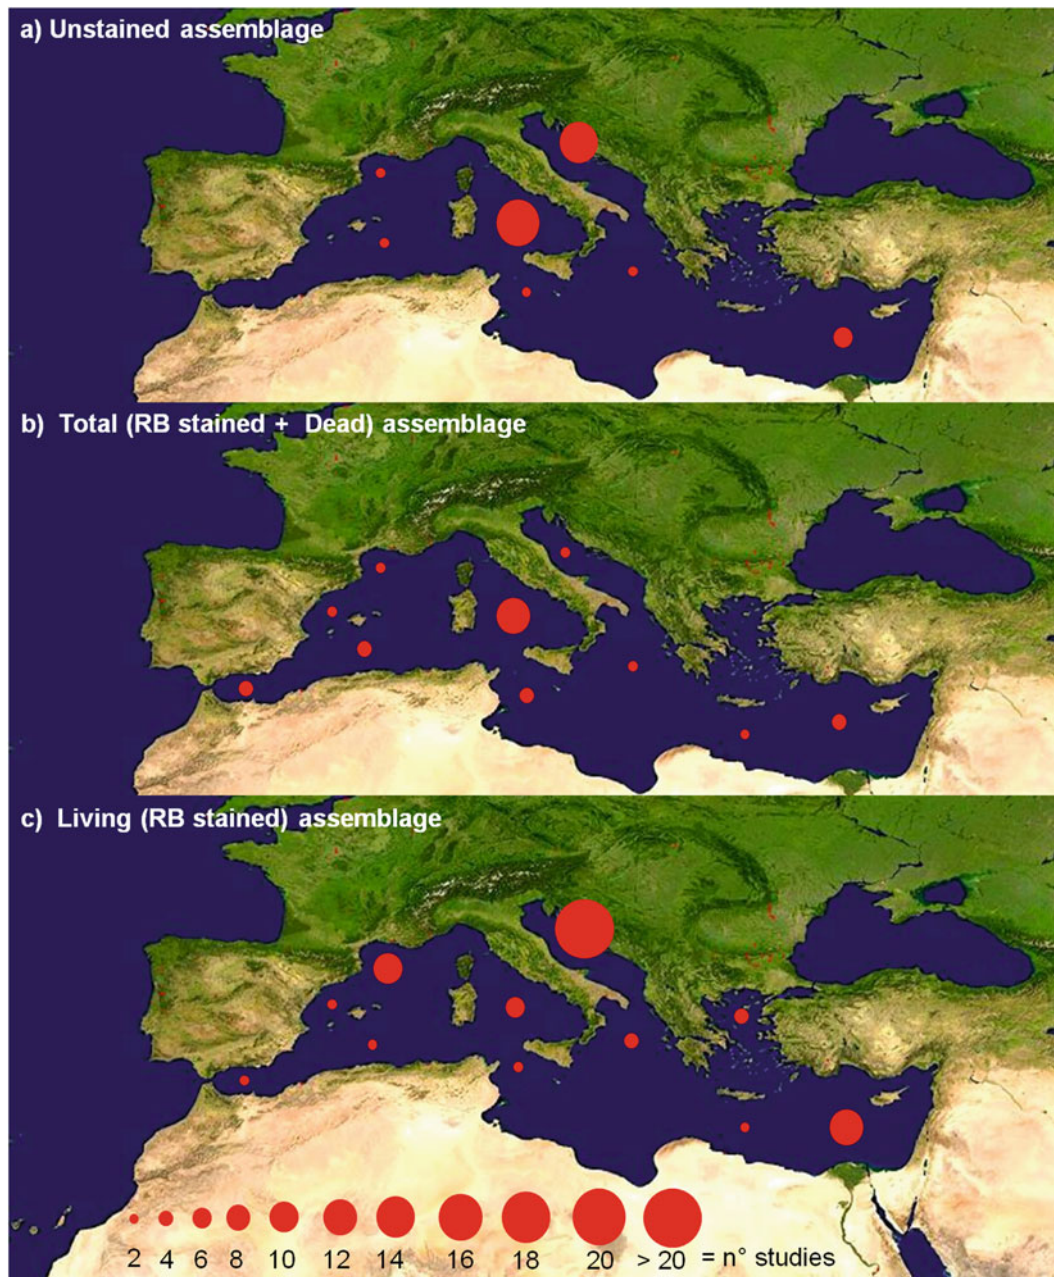 a) Unstained assemblage
b) Total (RB stained + Dead) assemblage
c) Living (RB stained) assemblage
2 4 6 8 10 12 14 16 18 20 > 20 = n° studies